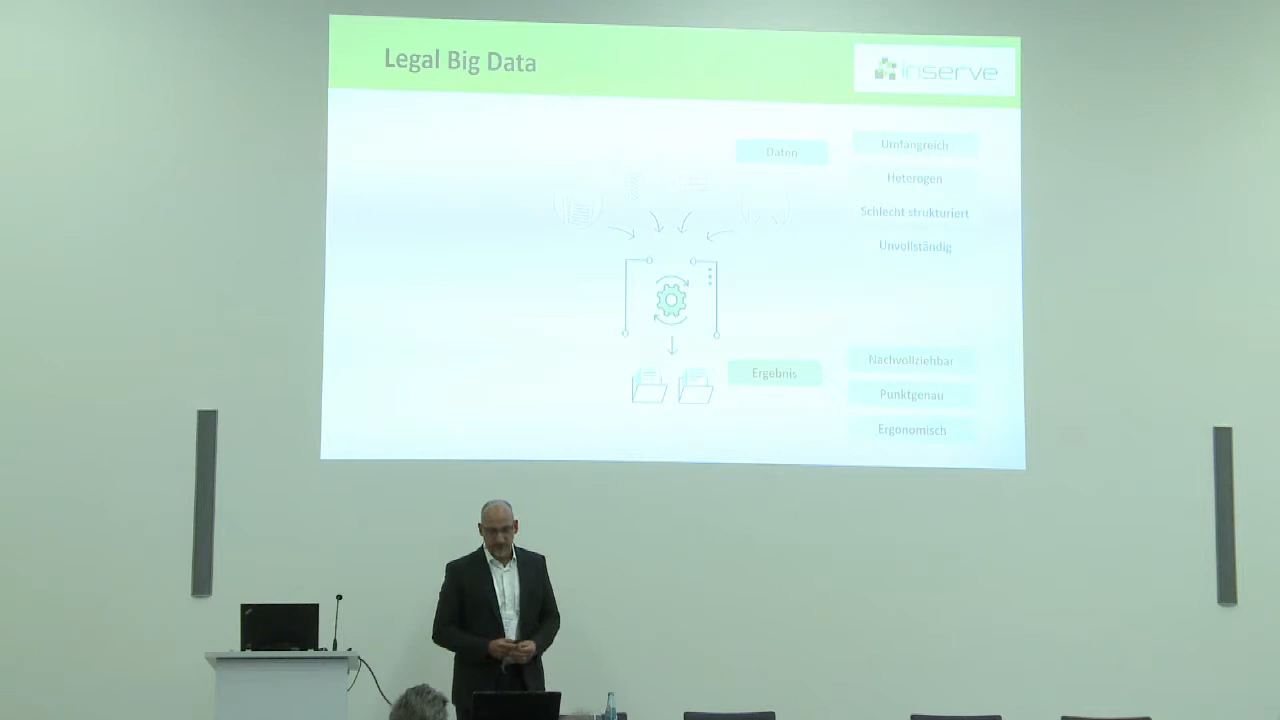 Legal Big Data
inserve
Daten
Umfangreich
Heterogen
Schlecht strukturiert
Unvollständig
Ergebnis
Nachvollziehbar
Punktgenau
Ergonomisch